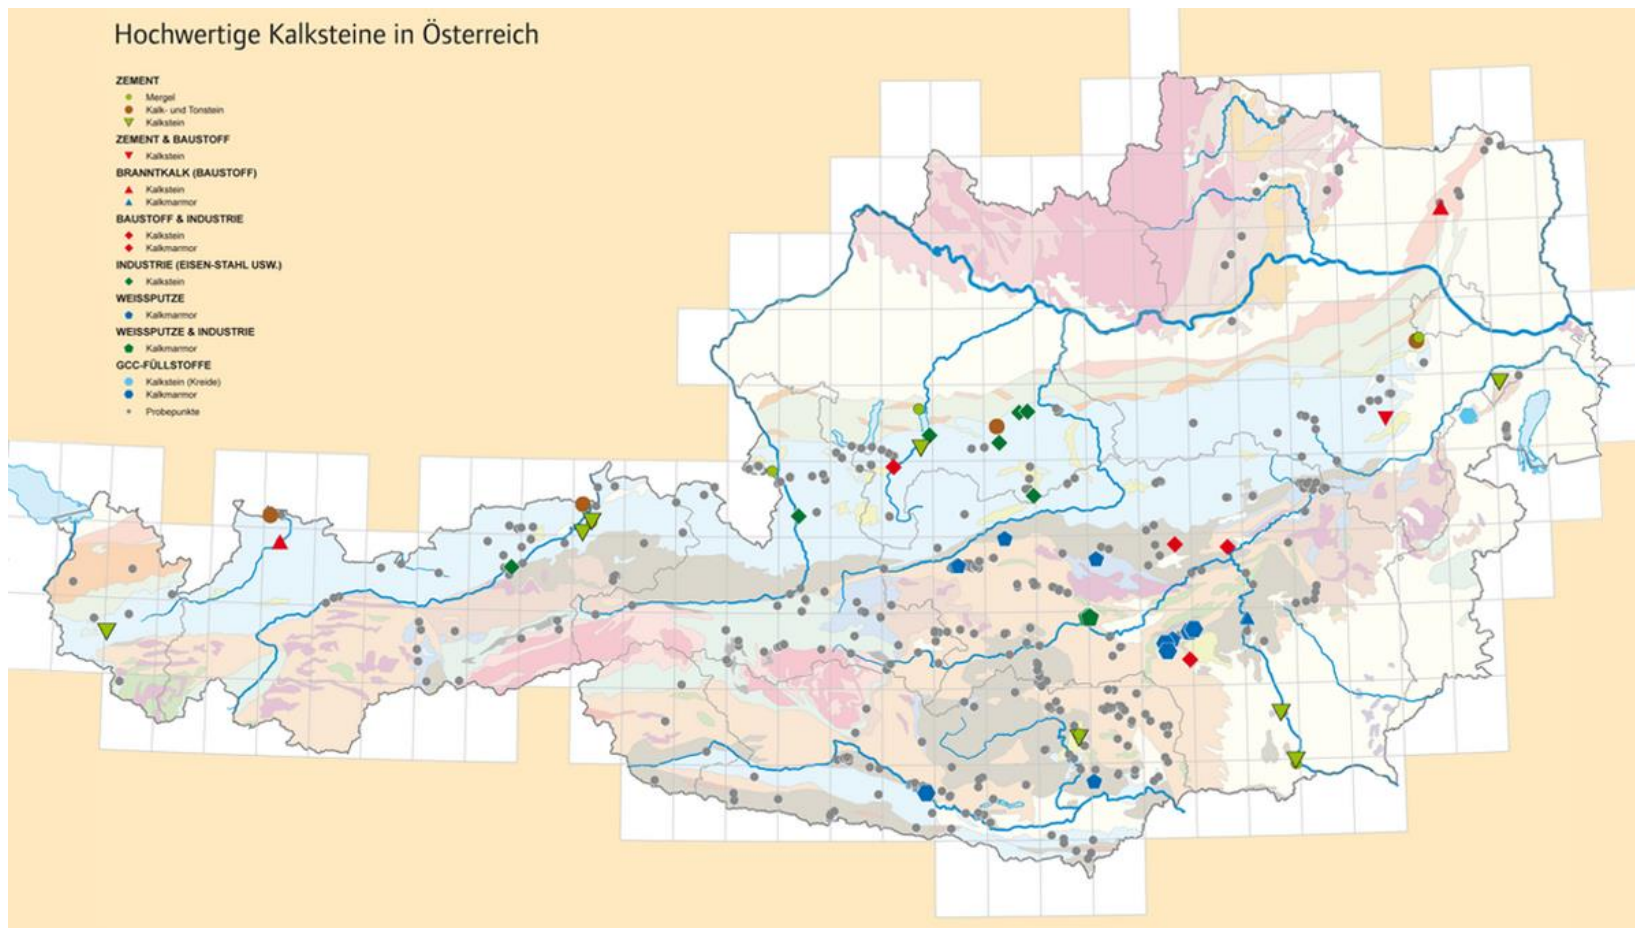 Hochwertige Kalksteine in Österreich
ZEMENT
Mergel
Kalk- und Tonstein
Kalkstein
ZEMENT & BAUSTOFF
Kalkstein
BRANNTKALK (BAUSTOFF)
Kalkstein
Kalkmarmor
BAUSTOFF & INDUSTRIE
Kalkstein
Kalkmarmor
INDUSTRIE (EISEN-STAHL USW.)
Kalkstein
WEISSPUTZE
Kalkmarmor
WEISSPUTZE & INDUSTRIE
Kalkmarmor
GCC-FÜLLSTOFFE
Kalkstein (Kreide)
Kalkmarmor
Probepunkte